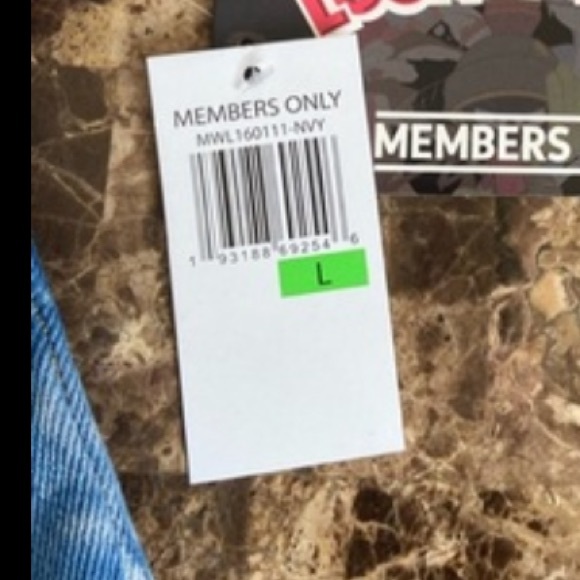 MEMBERS ONLY
MWL160111-NVY
1 93188 69254 6
L
MEMBERS